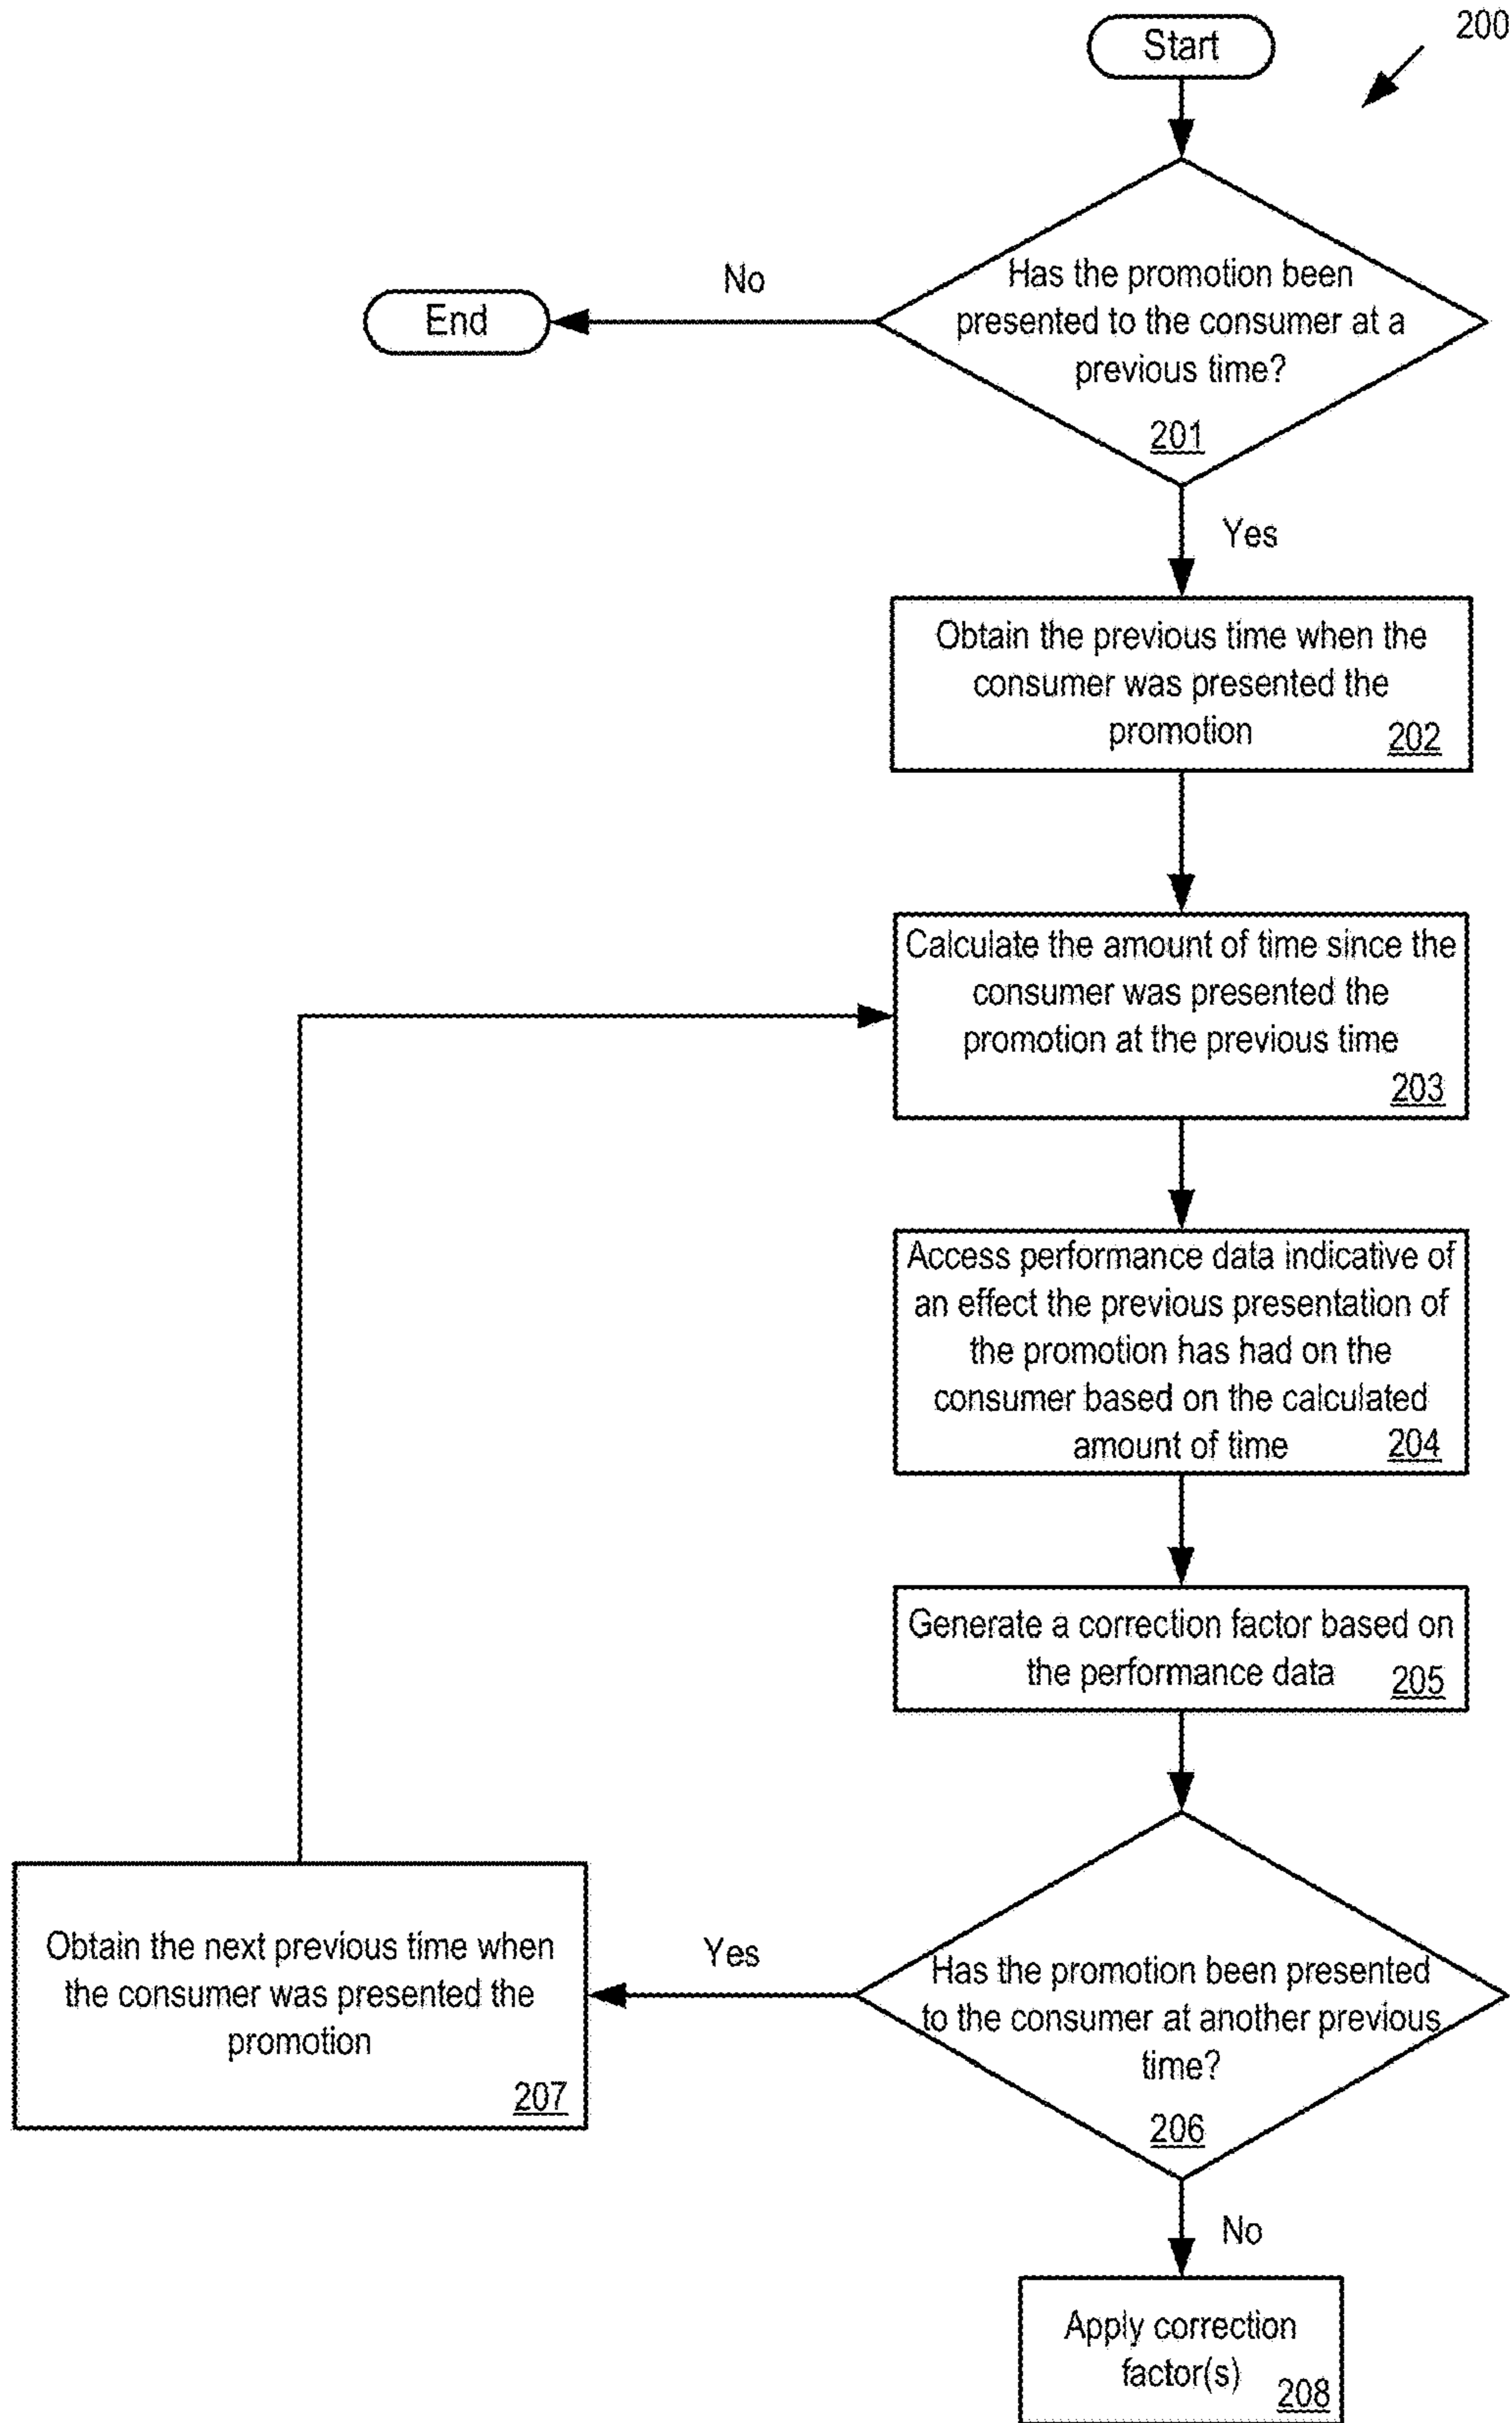 200
Start
Has the promotion been
presented to the consumer at a
previous time?
201
No
End
Yes
Obtain the previous time when the
consumer was presented the
promotion
202
Calculate the amount of time since the
consumer was presented the
promotion at the previous time
203
Access performance data indicative of
an effect the previous presentation of
the promotion has had on the
consumer based on the calculated
amount of time
204
Generate a correction factor based on
the performance data
205
Has the promotion been presented
to the consumer at another previous
time?
206
Yes
Obtain the next previous time when
the consumer was presented the
promotion
207
No
Apply correction
factor(s)
208